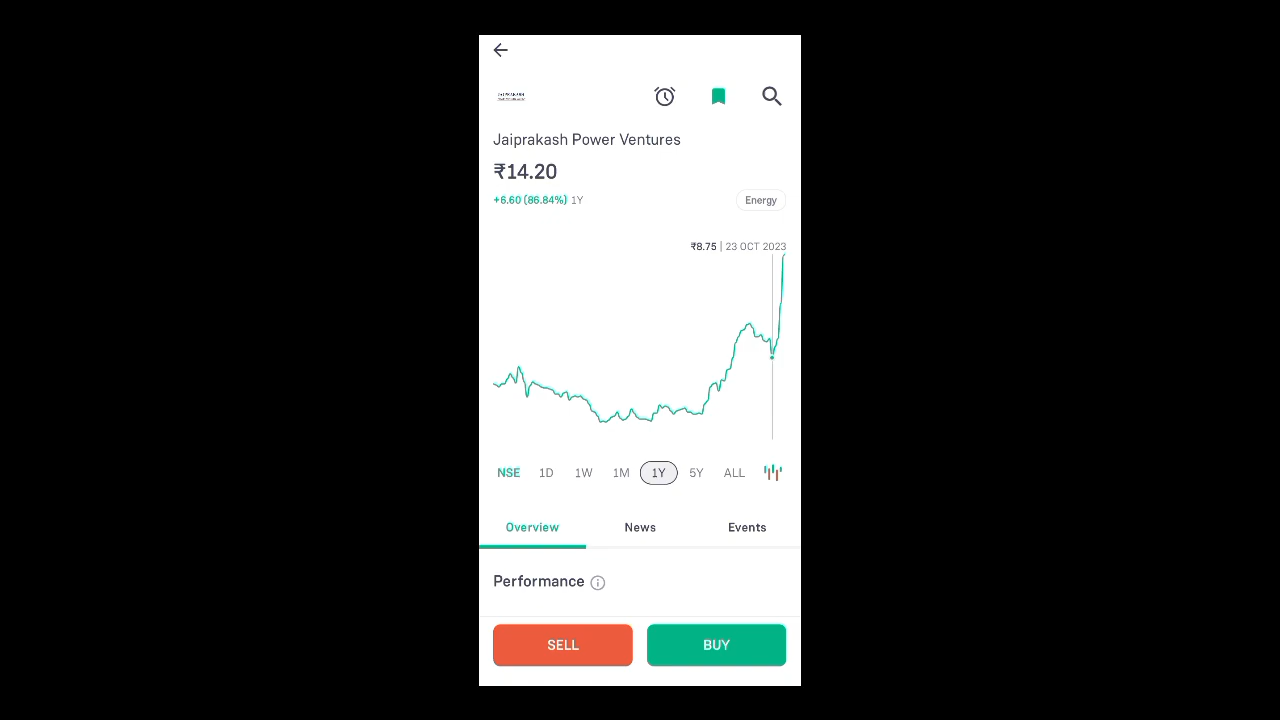 JAIPRAKASH
Jaiprakash Power Ventures
₹14.20
+6.60 (86.84%) 1Y
Energy
₹8.75 | 23 OCT 2023
NSE 1D 1W 1M 1Y 5Y ALL
Overview News Events
Performance
SELL BUY